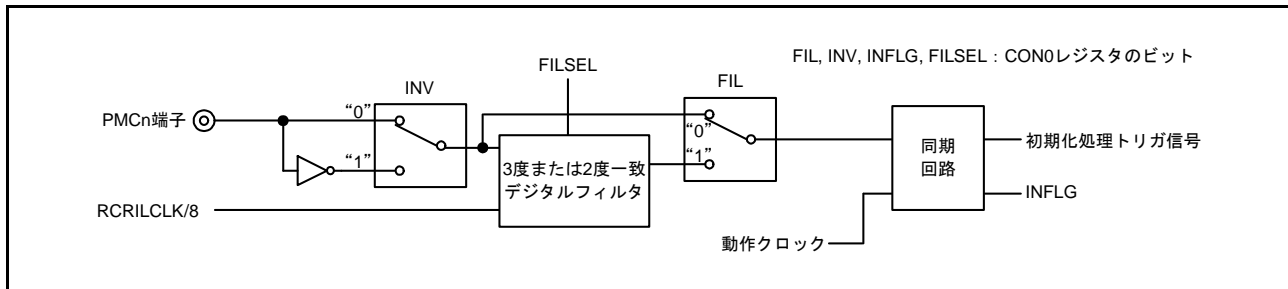 FIL, INV, INFLG, FILSEL：CON0レジスタのビット
FILSEL
INV
FIL
PMCn端子
“0”
“1”
“0”
“1”
3度または2度一致
デジタルフィルタ
RCRILCLK/8
同期
回路
初期化処理トリガ信号
INFLG
動作クロック